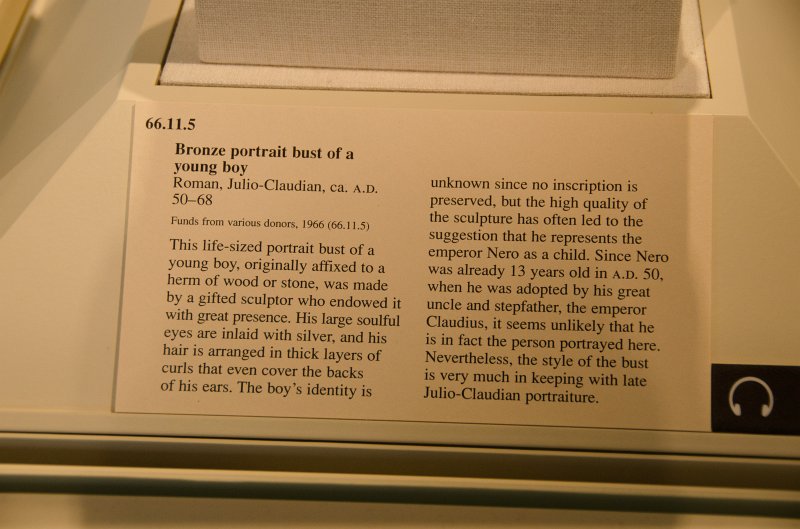 66.11.5
Bronze portrait bust of a
young boy
Roman, Julio-Claudian, ca. A.D.
50–68
Funds from various donors, 1966 (66.11.5)
This life-sized portrait bust of a
young boy, originally affixed to a
herm of wood or stone, was made
by a gifted sculptor who endowed it
with great presence. His large soulful
eyes are inlaid with silver, and his
hair is arranged in thick layers of
curls that even cover the backs
of his ears. The boy's identity is
unknown since no inscription is
preserved, but the high quality of
the sculpture has often led to the
suggestion that he represents the
emperor Nero as a child. Since Nero
was already 13 years old in A.D. 50,
when he was adopted by his great
uncle and stepfather, the emperor
Claudius, it seems unlikely that he
is in fact the person portrayed here.
Nevertheless, the style of the bust
is very much in keeping with late
Julio-Claudian portraiture.